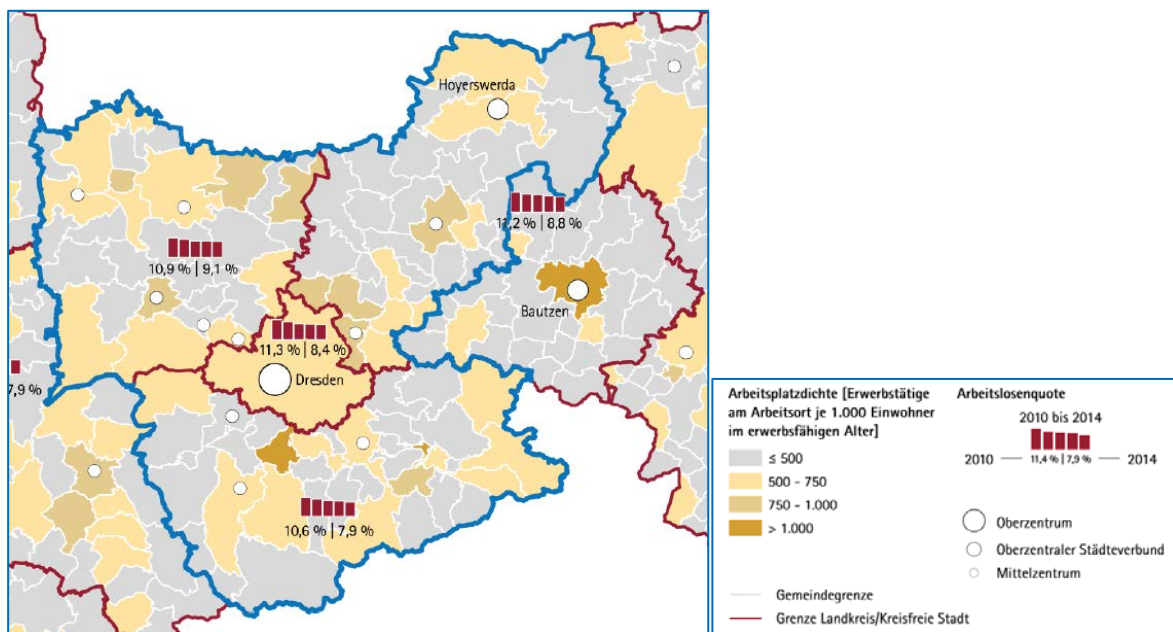 Hoyerswerda
11,2 % | 8,8 %
10,9 % | 9,1 %
Bautzen
11,3 % | 8,4 %
Dresden
7,9 %
10,6 % | 7,9 %
Arbeitsplatzdichte [Erwerbstätige
am Arbeitsort je 1.000 Einwohner
im erwerbsfähigen Alter]
≤ 500
500 - 750
750 - 1.000
> 1.000
Gemeindegrenze
Grenze Landkreis/Kreisfreie Stadt
Arbeitslosenquote
2010 bis 2014
2010
11,4 % | 7,9 %
2014
Oberzentrum
Oberzentraler Städteverbund
Mittelzentrum